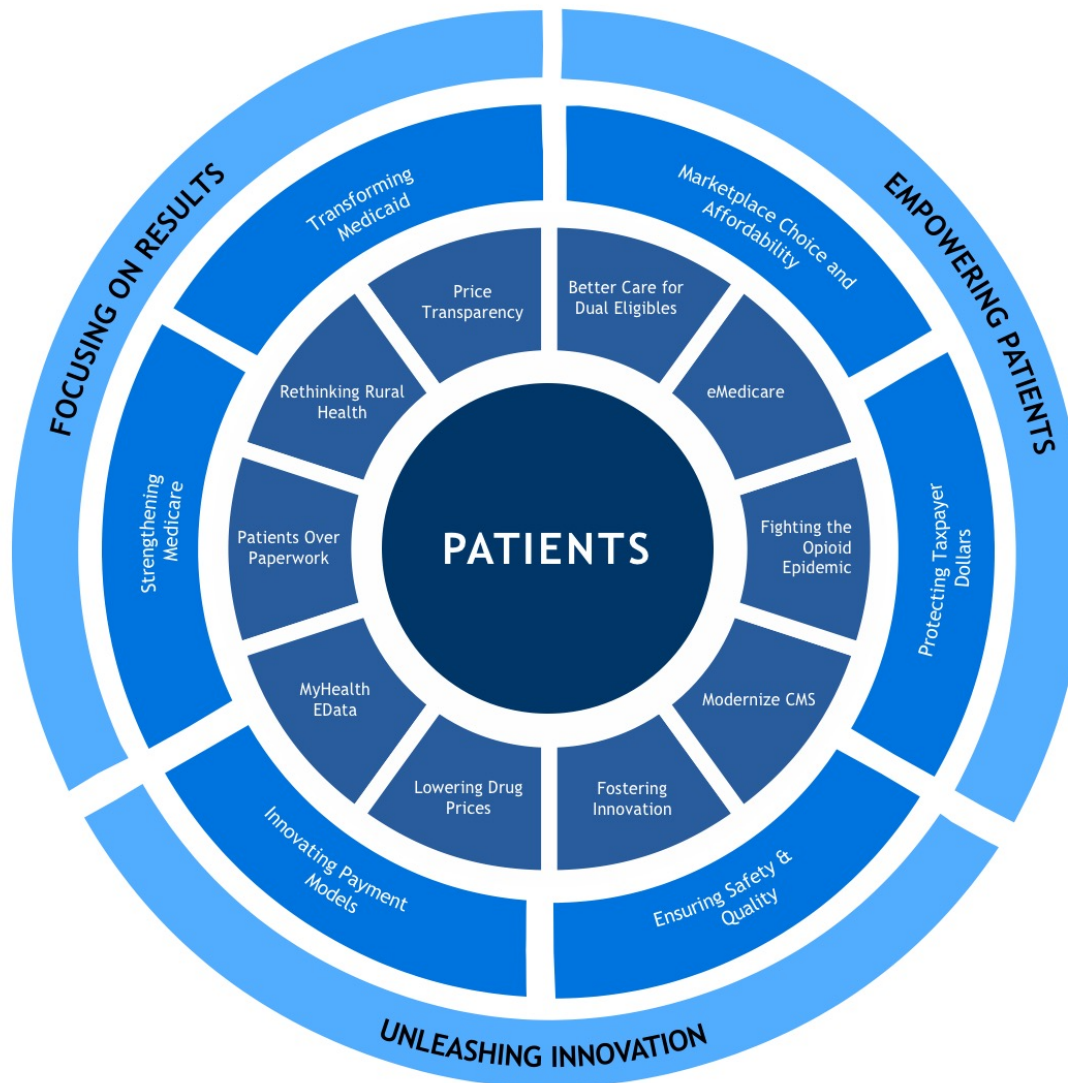 FOCUSING ON RESULTS
EMPOWERING PATIENTS
UNLEASHING INNOVATION
Transforming
Medicaid
Marketplace Choice and
Affordability
Protecting Taxpayer
Dollars
Ensuring Safety &
Quality
Innovating Payment
Models
Strengthening
Medicare
Price
Transparency
Better Care for
Dual Eligibles
eMedicare
Fighting the
Opioid
Epidemic
Modernize CMS
Fostering
Innovation
Lowering Drug
Prices
MyHealth
EData
Patients Over
Paperwork
Rethinking Rural
Health
PATIENTS